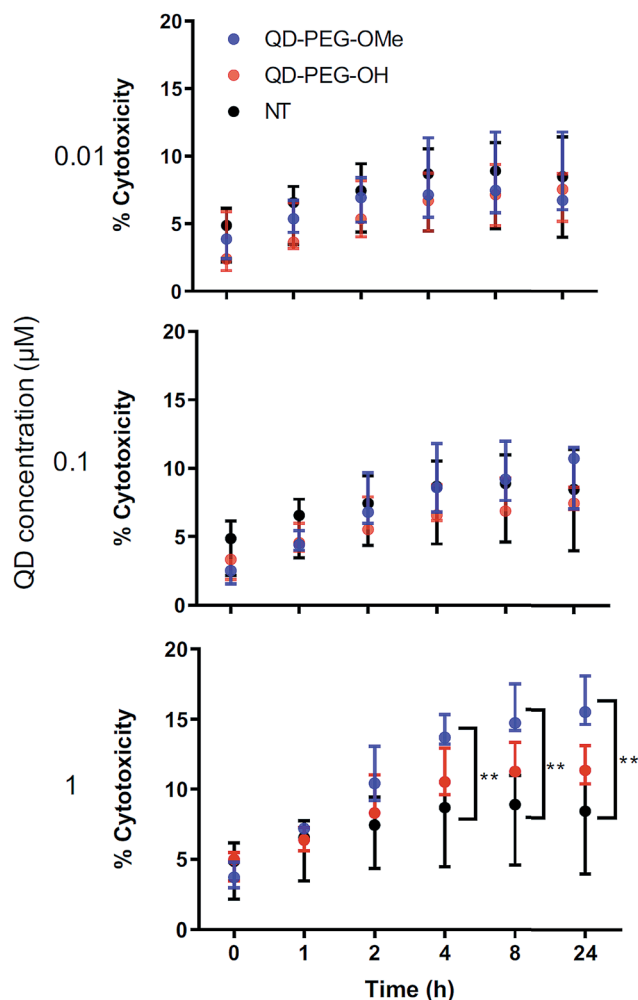 20
QD-PEG-OMe
QD-PEG-OH
NT
15
10
5
0
% Cytotoxicity
0.01
20
15
10
5
0
% Cytotoxicity
0.1
QD concentration (µM)
20
15
10
5
0
% Cytotoxicity
1
**
**
**
0 1 2 4 8 24
Time (h)